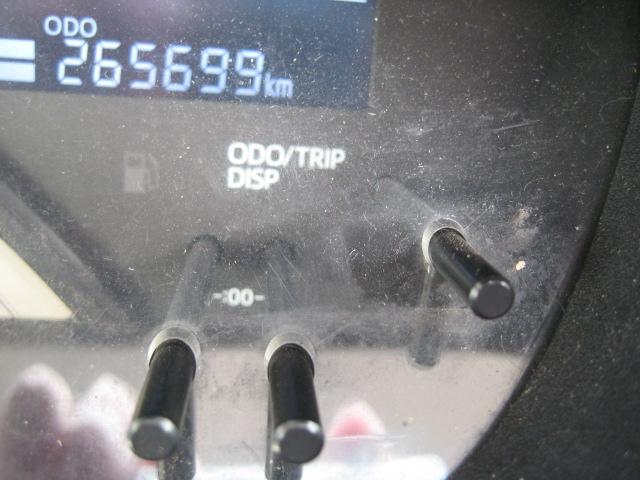 ODO
265699km
ODO/TRIP
DISP
-:00-